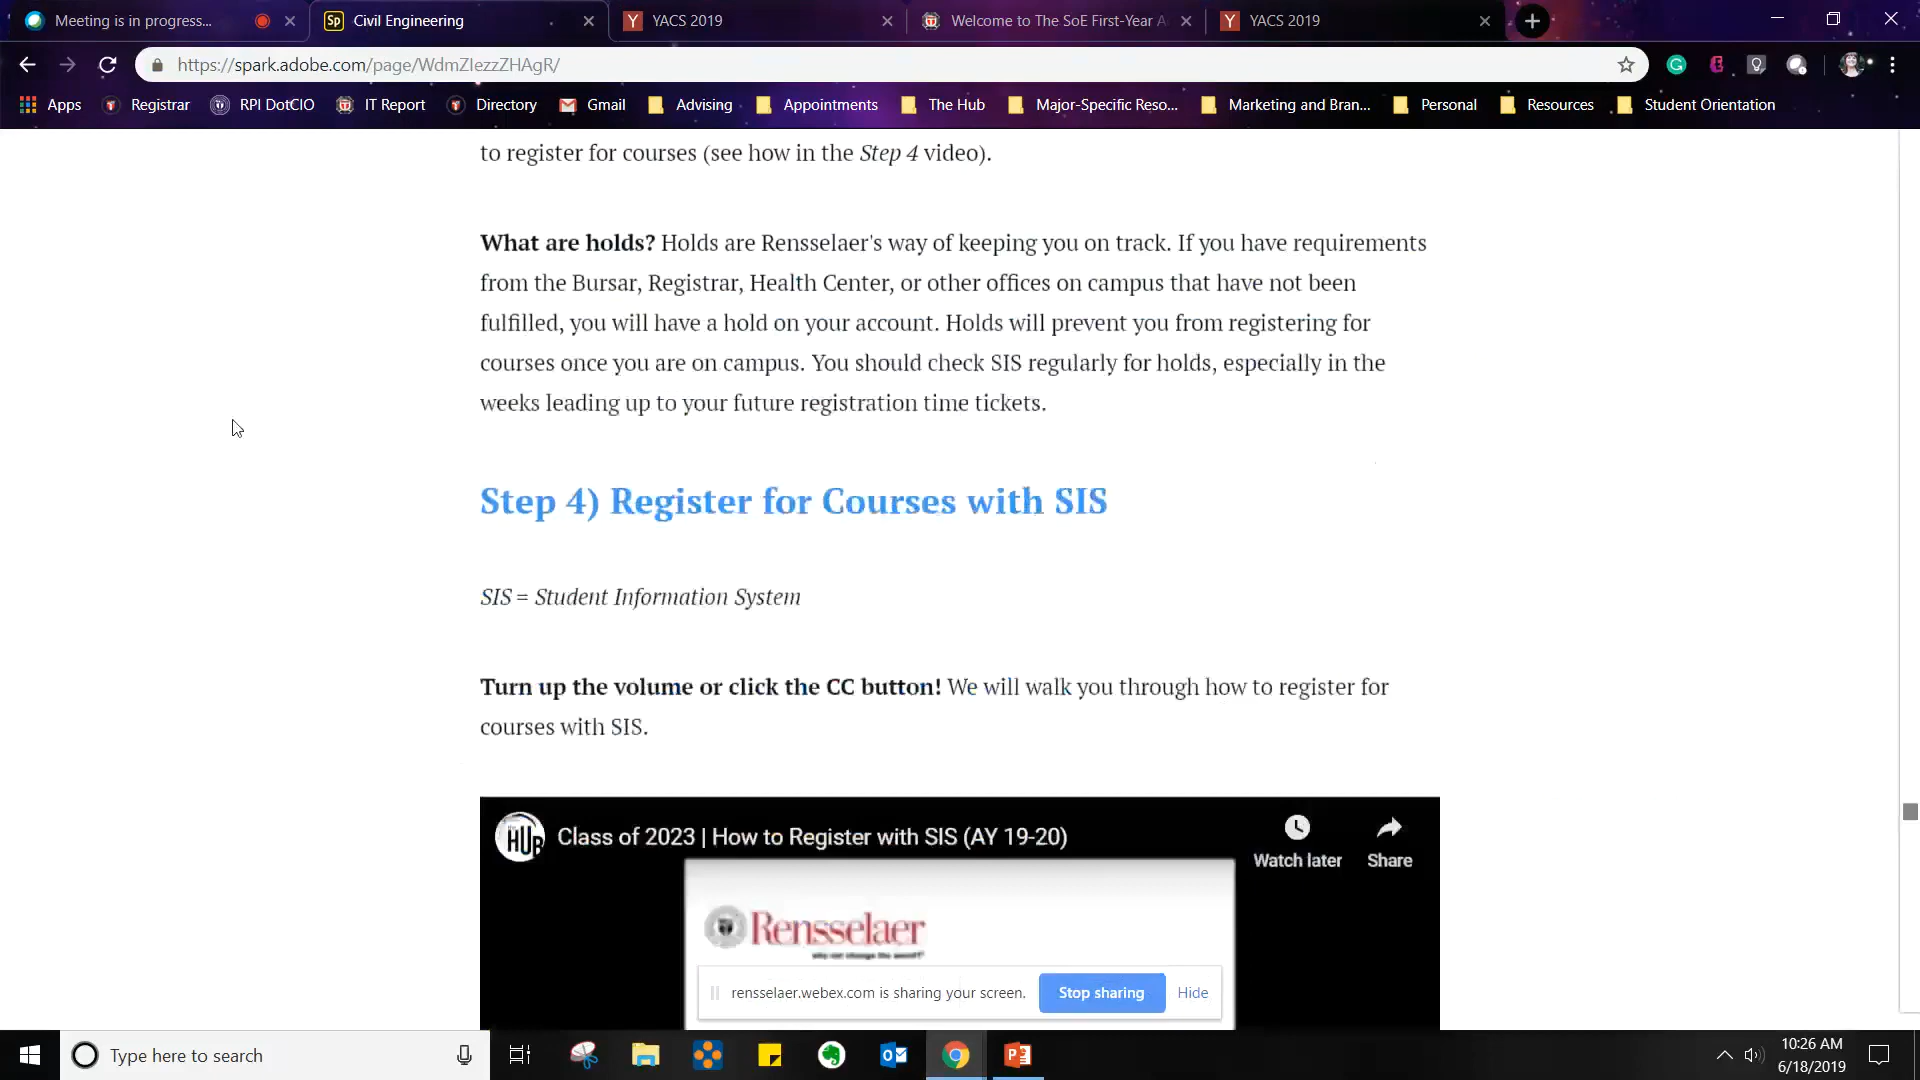 Meeting is in progress...
Civil Engineering
YACS 2019
Welcome to The SoE First-Year A
YACS 2019
https://spark.adobe.com/page/WdmZIezzZHAgR/
Apps
Registrar
RPI DotCIO
IT Report
Directory
Gmail
Advising
Appointments
The Hub
Major-Specific Reso...
Marketing and Bran...
Personal
Resources
Student Orientation
to register for courses (see how in the Step 4 video).
What are holds? Holds are Rensselaer's way of keeping you on track. If you have requirements
from the Bursar, Registrar, Health Center, or other offices on campus that have not been
fulfilled, you will have a hold on your account. Holds will prevent you from registering for
courses once you are on campus. You should check SIS regularly for holds, especially in the
weeks leading up to your future registration time tickets.
Step 4) Register for Courses with SIS
SIS = Student Information System
Turn up the volume or click the CC button! We will walk you through how to register for
courses with SIS.
the HUB
Class of 2023 | How to Register with SIS (AY 19-20)
Watch later
Share
Rensselaer
why not change the world?
rensselaer.webex.com is sharing your screen.
Stop sharing
Hide
Type here to search
10:26 AM
6/18/2019